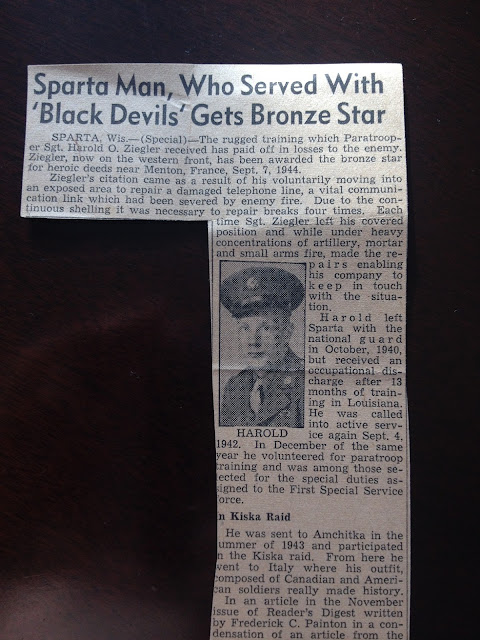 Sparta Man, Who Served With
'Black Devils' Gets Bronze Star
SPARTA, Wis.—(Special)—The rugged training which Paratroop-
er Sgt. Harold O. Ziegler received has paid off in losses to the enemy.
Ziegler, now on the western front, has been awarded the bronze star
for heroic deeds near Menton, France, Sept. 7, 1944.
Ziegler's citation came as a result of his voluntarily moving into
an exposed area to repair a damaged telephone line, a vital communi-
cation link which had been severed by enemy fire. Due to the con-
tinuous shelling it was necessary to repair breaks four times. Each
time Sgt. Ziegler left his covered
position and while under heavy
concentrations of artillery, mortar
and small arms fire, made the re-
pairs enabling
his company to
keep in touch
with the situa-
tion.
Harold left
Sparta with the
national guard
in October, 1940,
but received an
occupational dis-
charge after 13
months of train-
ing in Louisiana.
He was called
into active serv-
HAROLD
ice again Sept. 4,
1942. In December of the same
year he volunteered for paratroop
training and was among those se-
lected for the special duties as-
signed to the First Special Service
orce.
n Kiska Raid
He was sent to Amchitka in the
ummer of 1943 and participated
n the Kiska raid. From here he
went to Italy where his outfit,
composed of Canadian and Ameri-
can soldiers really made history.
In an article in the November
issue of Reader's Digest written
by Frederick C. Painton in a con-
densation of an article from the